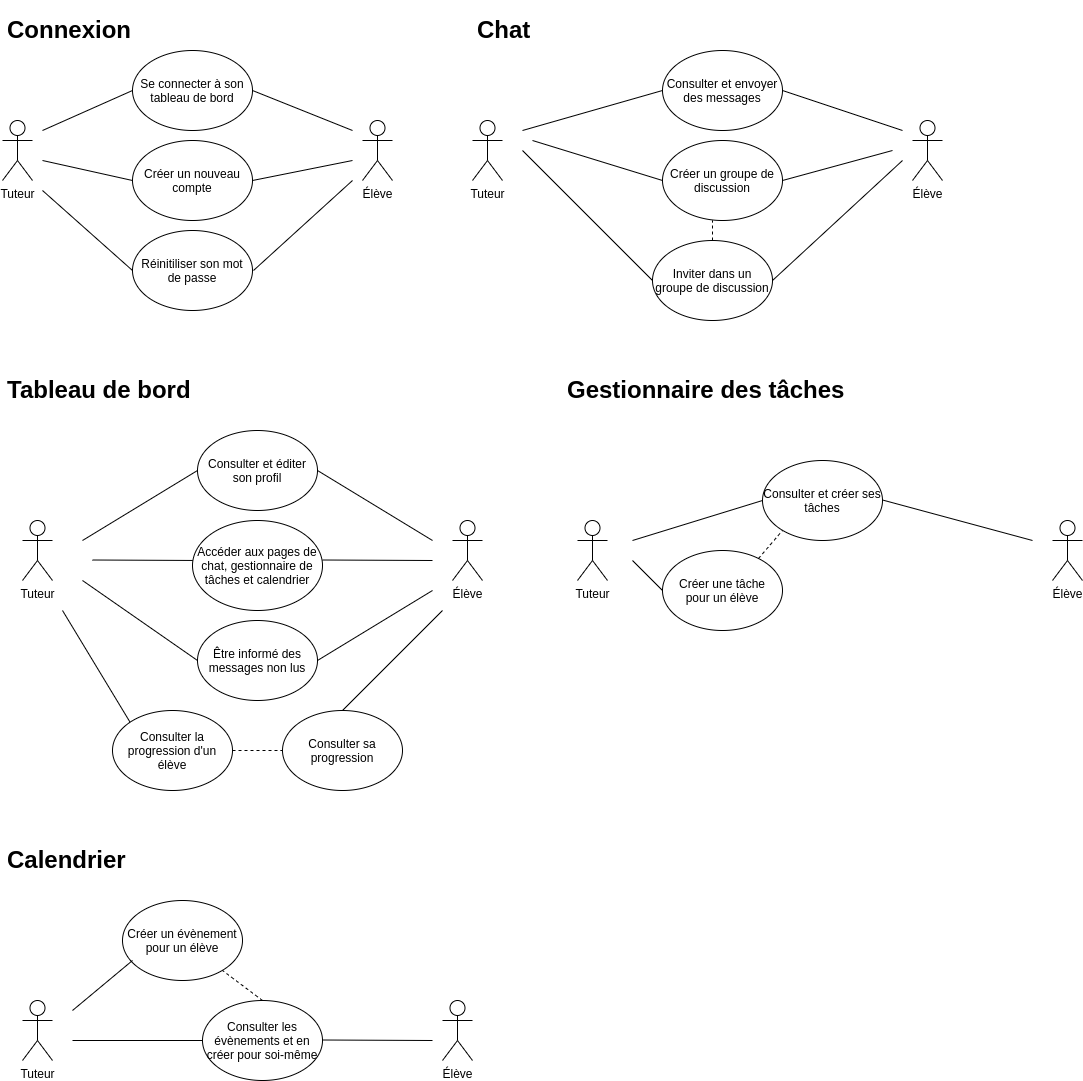 Connexion
Se connecter à son
tableau de bord
Créer un nouveau
compte
Réinitiliser son mot
de passe
Tuteur
Élève
Chat
Consulter et envoyer
des messages
Créer un groupe de
discussion
Inviter dans un
groupe de discussion
Tuteur
Élève
Tableau de bord
Consulter et éditer
son profil
Accéder aux pages de
chat, gestionnaire de
tâches et calendrier
Être informé des
messages non lus
Consulter la
progression d'un
élève
Consulter sa
progression
Tuteur
Élève
Gestionnaire des tâches
Consulter et créer ses
tâches
Créer une tâche
pour un élève
Tuteur
Élève
Calendrier
Créer un évènement
pour un élève
Consulter les
évènements et en
créer pour soi-même
Tuteur
Élève